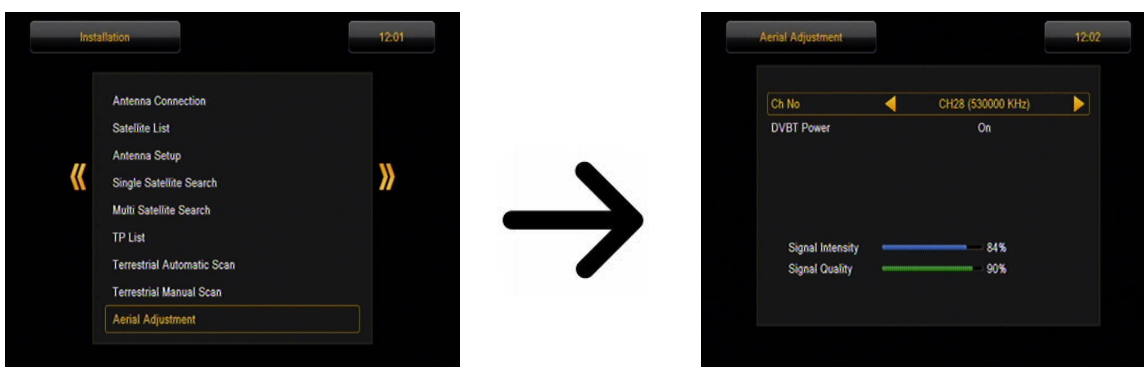 Installation
12:01
Antenna Connection
Satellite List
Antenna Setup
Single Satellite Search
Multi Satellite Search
TP List
Terrestrial Automatic Scan
Terrestrial Manual Scan
Aerial Adjustment
Aerial Adjustment
12:02
Ch No CH28 (530000 KHz)
DVBT Power On
Signal Intensity 84%
Signal Quality 90%